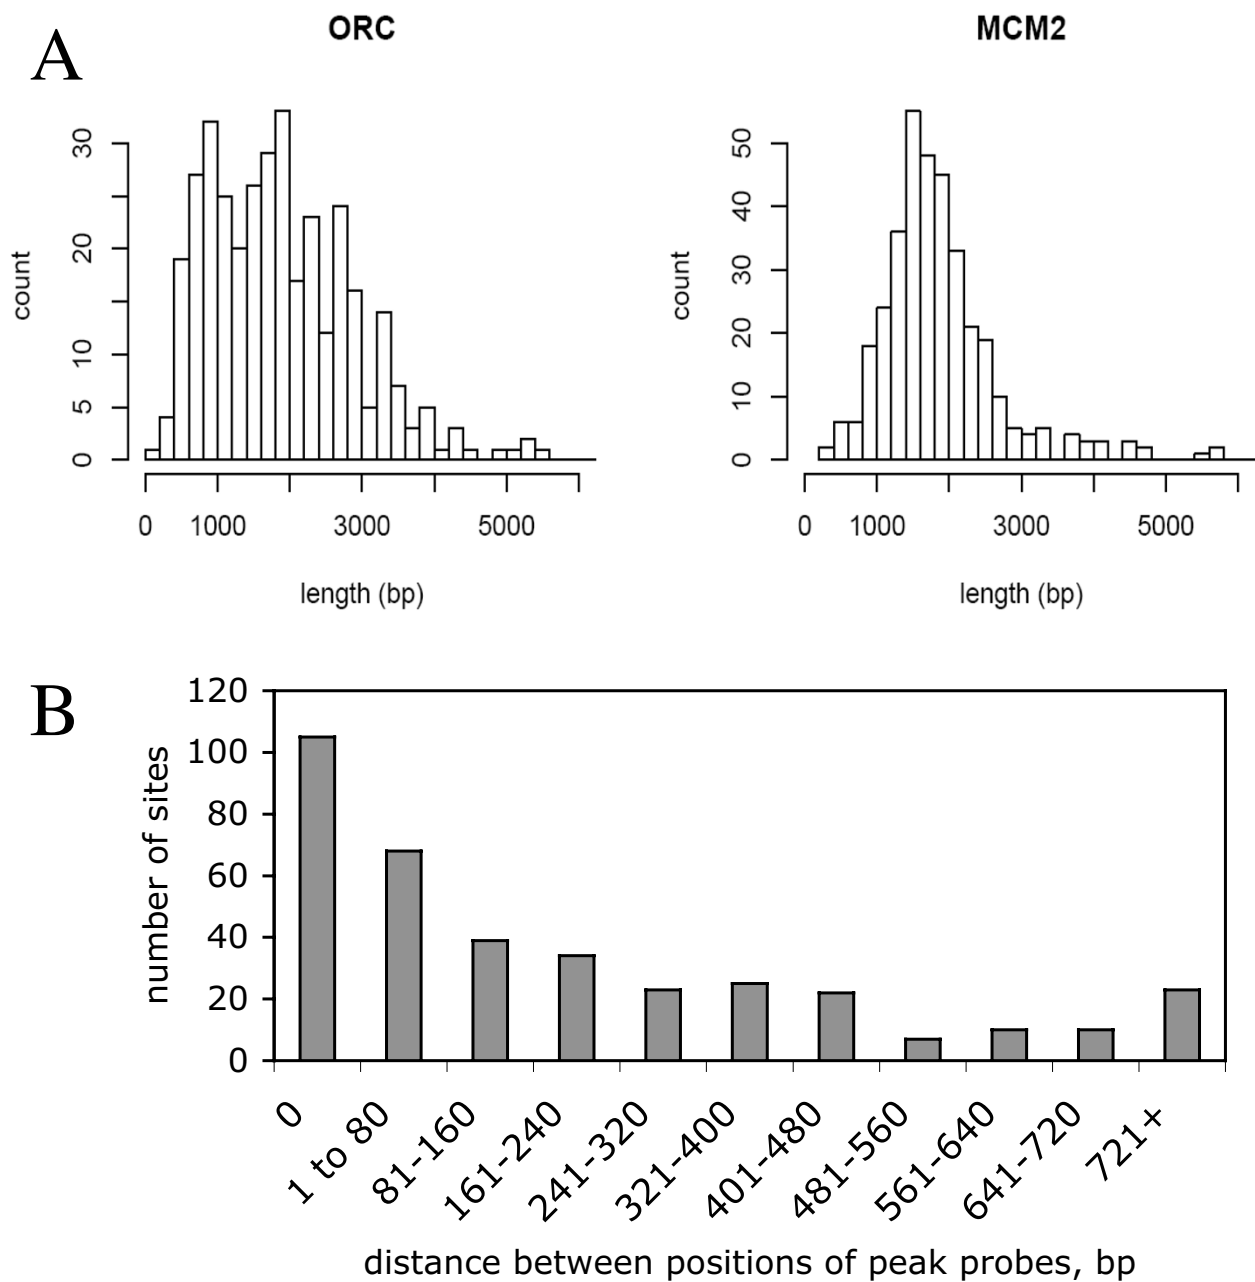 A
ORC
MCM2
count
30
20
10
5
0
0 1000 3000 5000
length (bp)
count
50
40
30
20
10
0
0 1000 3000 5000
length (bp)
B
number of sites
120
100
80
60
40
20
0
0
1 to 80
81-160
161-240
241-320
321-400
401-480
481-560
561-640
641-720
721+
distance between positions of peak probes, bp